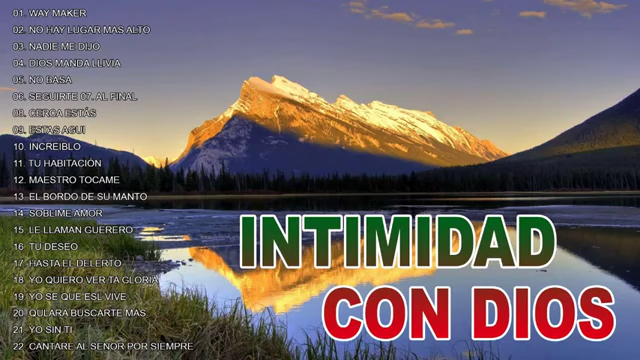 01. WAY MAKER
02. NO HAY LUGAR MAS ALTO
03. NADIE ME DIJO
04. DIOS MANDA LLIVIA
05. NO BASA
06. SEGUIRTE 07. AL FINAL
08. CERCA ESTÁS
09. ESTAS AGUI
10. INCREIBLO
11. TU HABITACIÓN
12. MAESTRO TOCAME
13. EL BORDO DE SU MANTO
14. SOBLIME AMOR
15. LE LLAMAN GUERERO
16. TU DESEO
17. HASTA EL DELERTO
18. YO QUIERO VER TA GLORIA
19. YO SE QUE ESL VIVE
20. QULARA BUSCARTE MAS
21. YO SIN TI
22. CANTARE AL SENOR POR SIEMPRE
INTIMIDAD
CON DIOS